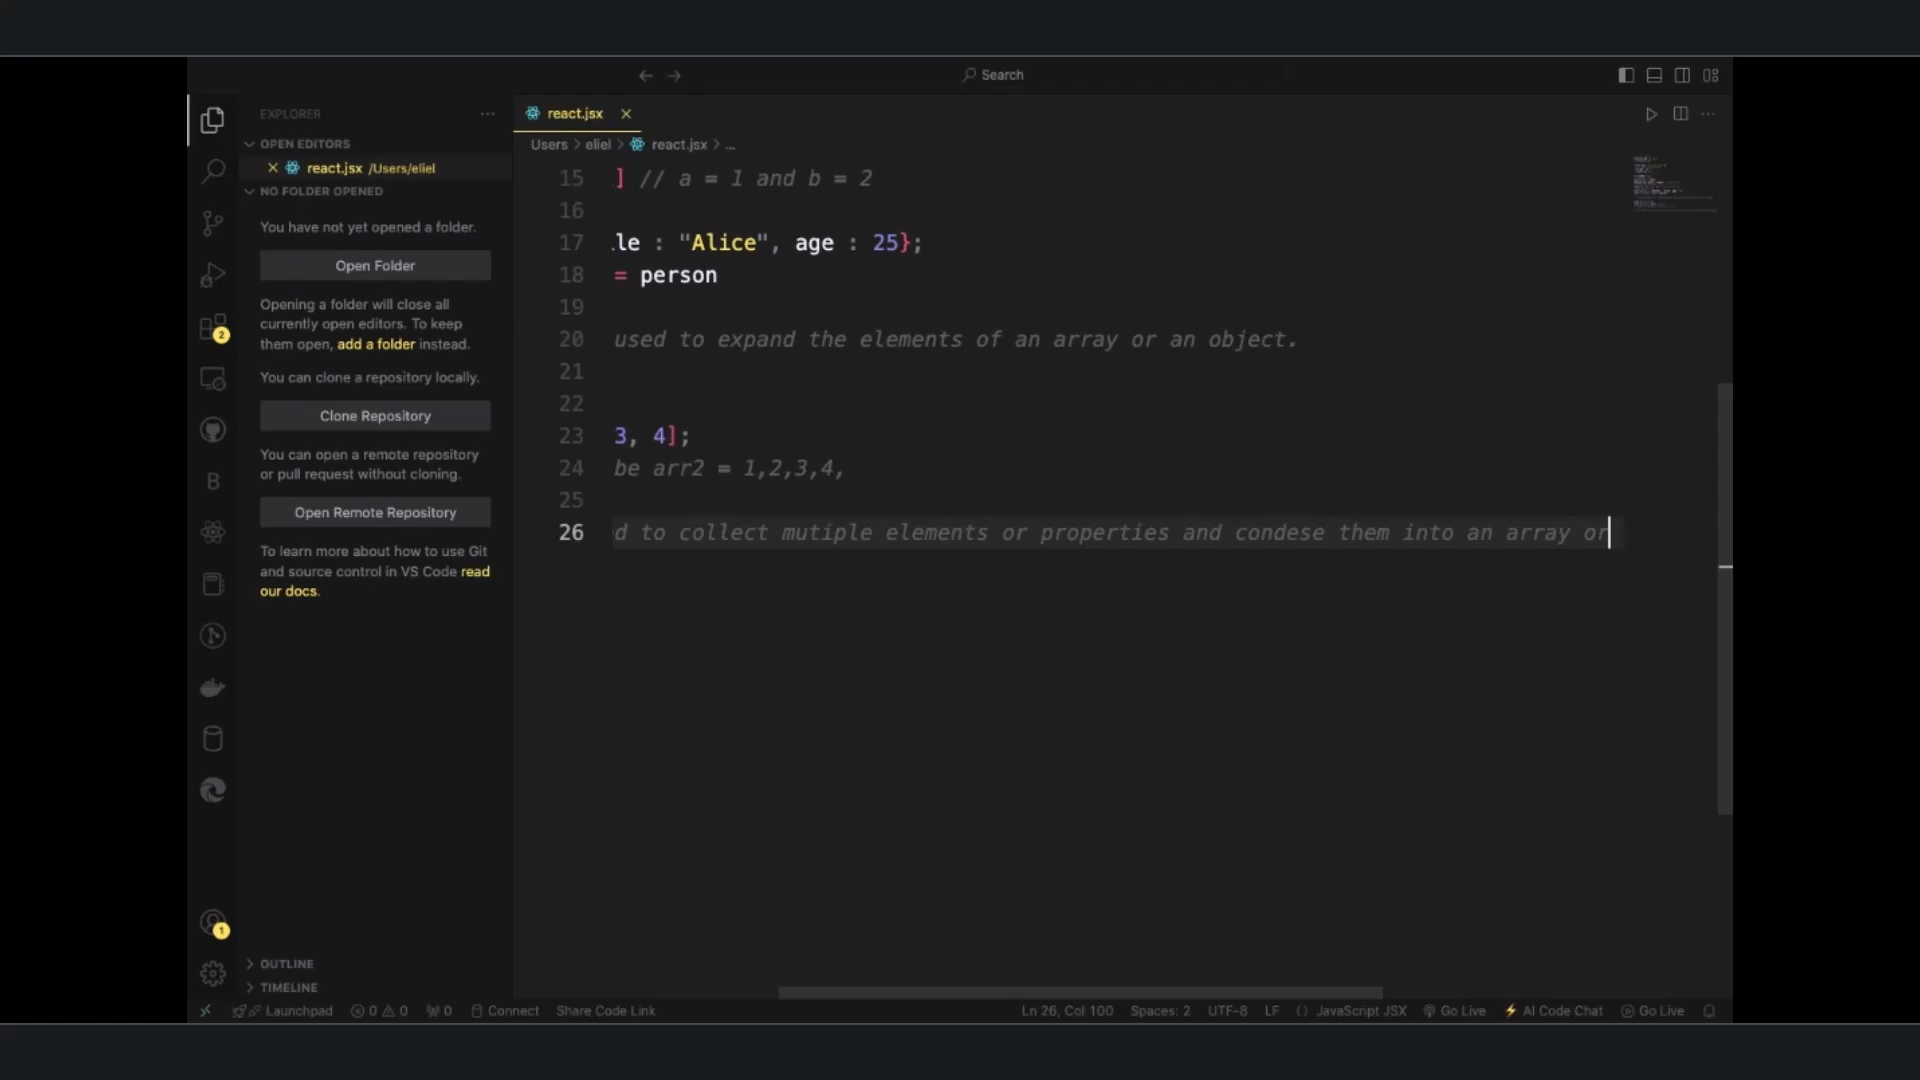 Search
EXPLORER
react.jsx
OPEN EDITORS
Users > eliel > react.jsx > ...
react.jsx /Users/eliel
NO FOLDER OPENED
You have not yet opened a folder.
Open Folder
Opening a folder will close all
currently open editors. To keep
them open, add a folder instead.
You can clone a repository locally.
Clone Repository
You can open a remote repository
or pull request without cloning.
Open Remote Repository
To learn more about how to use Git
and source control in VS Code read
our docs.
15 ] // a = 1 and b = 2
16
17 le : "Alice", age : 25};
18 = person
19
20 used to expand the elements of an array or an object.
21
22
23 3, 4];
24 be arr2 = 1,2,3,4,
25
26 d to collect mutiple elements or properties and condese them into an array or
2
B
1
OUTLINE
TIMELINE
Launchpad 0 0 0 Connect Share Code Link Ln 26, Col 100 Spaces: 2 UTF-8 LF {} JavaScript JSX Go Live AI Code Chat Go Live